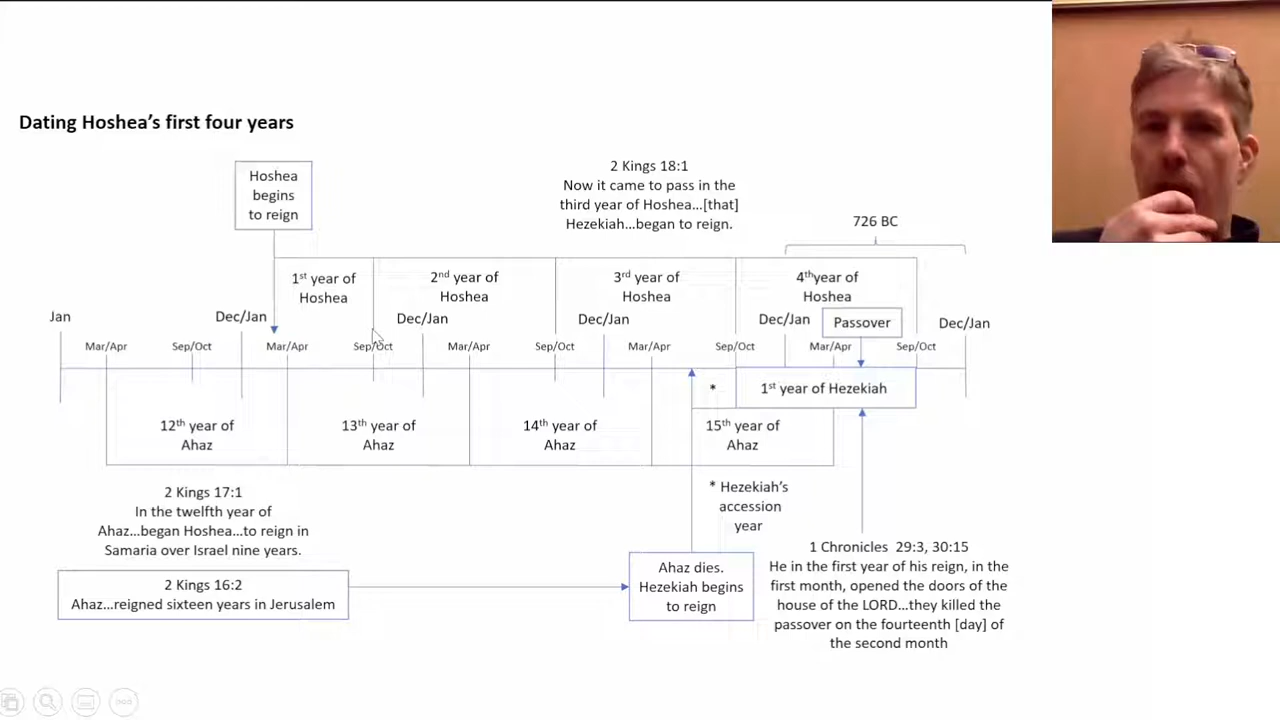 Dating Hoshea's first four years
Hoshea
begins
to reign
2 Kings 18:1
Now it came to pass in the
third year of Hoshea...[that]
Hezekiah...began to reign.
726 BC
1st year of
Hoshea
2nd year of
Hoshea
3rd year of
Hoshea
4thyear of
Hoshea
Jan
Dec/Jan
Dec/Jan
Dec/Jan
Dec/Jan
Passover
Dec/Jan
Mar/Apr
Sep/Oct
Mar/Apr
Sep/Oct
Mar/Apr
Sep/Oct
Mar/Apr
Sep/Oct
Mar/Apr
Sep/Oct
*
1st year of Hezekiah
12th year of
Ahaz
13th year of
Ahaz
14th year of
Ahaz
15th year of
Ahaz
2 Kings 17:1
In the twelfth year of
Ahaz...began Hoshea...to reign in
Samaria over Israel nine years.
* Hezekiah's
accession
year
2 Kings 16:2
Ahaz...reigned sixteen years in Jerusalem
Ahaz dies.
Hezekiah begins
to reign
1 Chronicles 29:3, 30:15
He in the first year of his reign, in the
first month, opened the doors of the
house of the LORD...they killed the
passover on the fourteenth [day] of
the second month